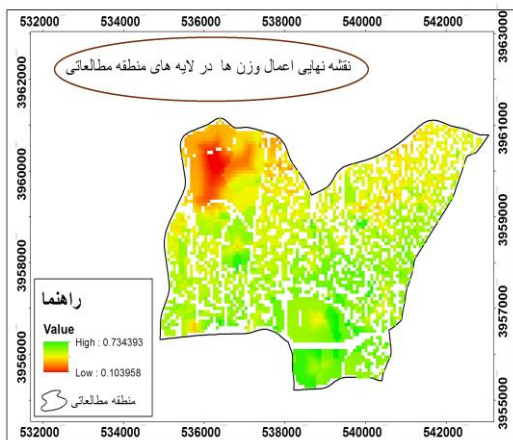 532000 534000 536000 538000 540000 542000
3963000
3962000
نقشه نهایی اعمال وزن ها در لایه های منطقه مطالعاتی
3961000
3960000
3959000
3958000
راهنما
Value
High : 0.734393
3957000
Low : 0.103958
3956000
منطقه مطالعاتی
3955000
532000 534000 536000 538000 540000 542000